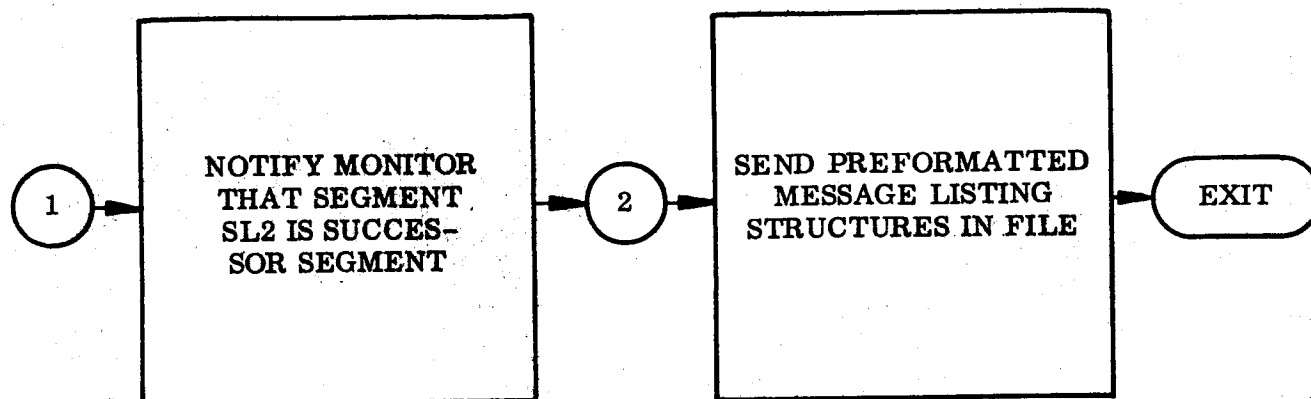 1
NOTIFY MONITOR
THAT SEGMENT
SL2 IS SUCCES-
SOR SEGMENT
2
SEND PREFORMATTED
MESSAGE LISTING
STRUCTURES IN FILE
EXIT